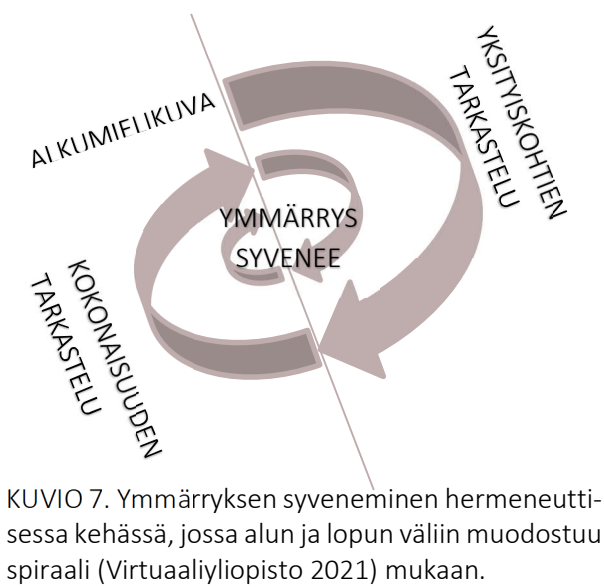 ALKUMIELIKUVA
YKSITYISKOHTIEN
TARKASTELU
YMMÄRRYS
SYVENEE
KOKONAISUUDEN
TARKASTELU
KUVIO 7. Ymmärryksen syveneminen hermeneutti-
sessa kehässä, jossa alun ja lopun väliin muodostuu
spiraali (Virtuaaliyliopisto 2021) mukaan.